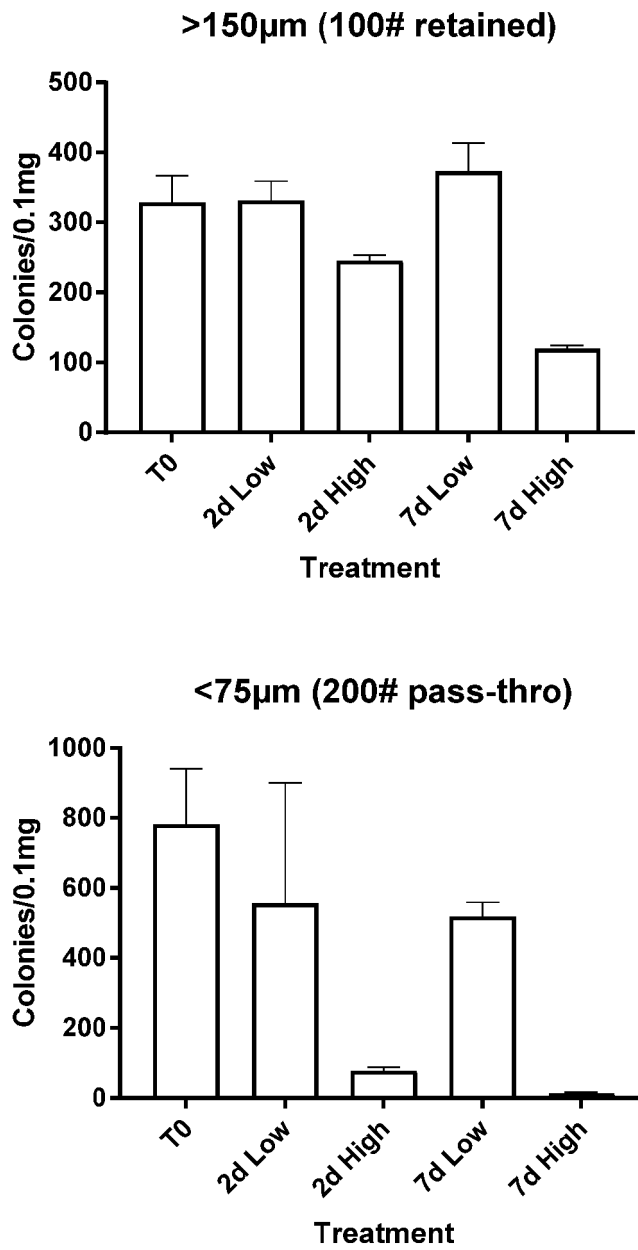 >150µm (100# retained)
Colonies/0.1mg
500
400
300
200
100
0
T0
2d Low
2d High
7d Low
7d High
Treatment
<75µm (200# pass-thro)
Colonies/0.1mg
1000
800
600
400
200
0
T0
2d Low
2d High
7d Low
7d High
Treatment